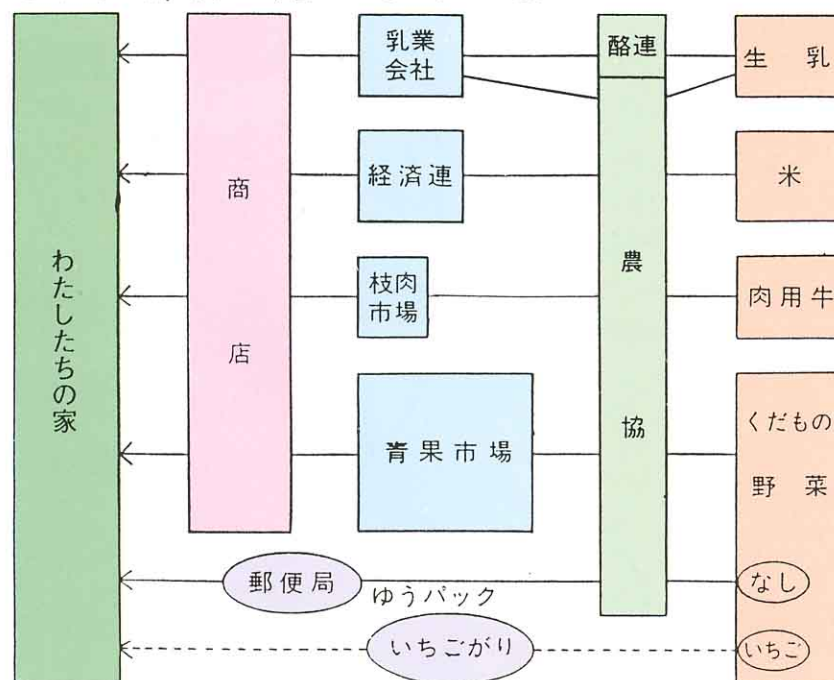 わたしたちの家
商店
乳業
会社
経済連
枝肉
市場
青果市場
郵便局
ゆうパック
いちごがり
酪連
農協
生乳
米
肉用牛
くだもの
野菜
なし
いちご